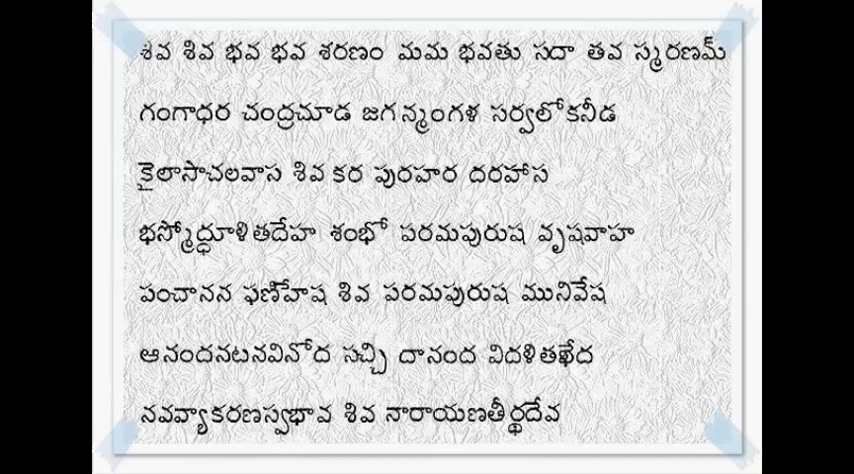 శివ శివ భవ భవ శరణం మమ భవతు సదా తవ స్మరణమ్
గంగాధర చంద్రచూడ జగన్మంగళ సర్వలోకనీడ
కైలాసాచలవాస శివ కర పురహర దరహాస
భస్మోద్ధూళితదేహ శంభో పరమపురుష వృషవాహ
పంచానన ఫణిహేష శివ పరమపురుష మునివేష
ఆనందనటనవినోద సచ్చి దానంద విదళితఖేద
నవవ్యాకరణస్వభావ శివ నారాయణతీర్థదేవ